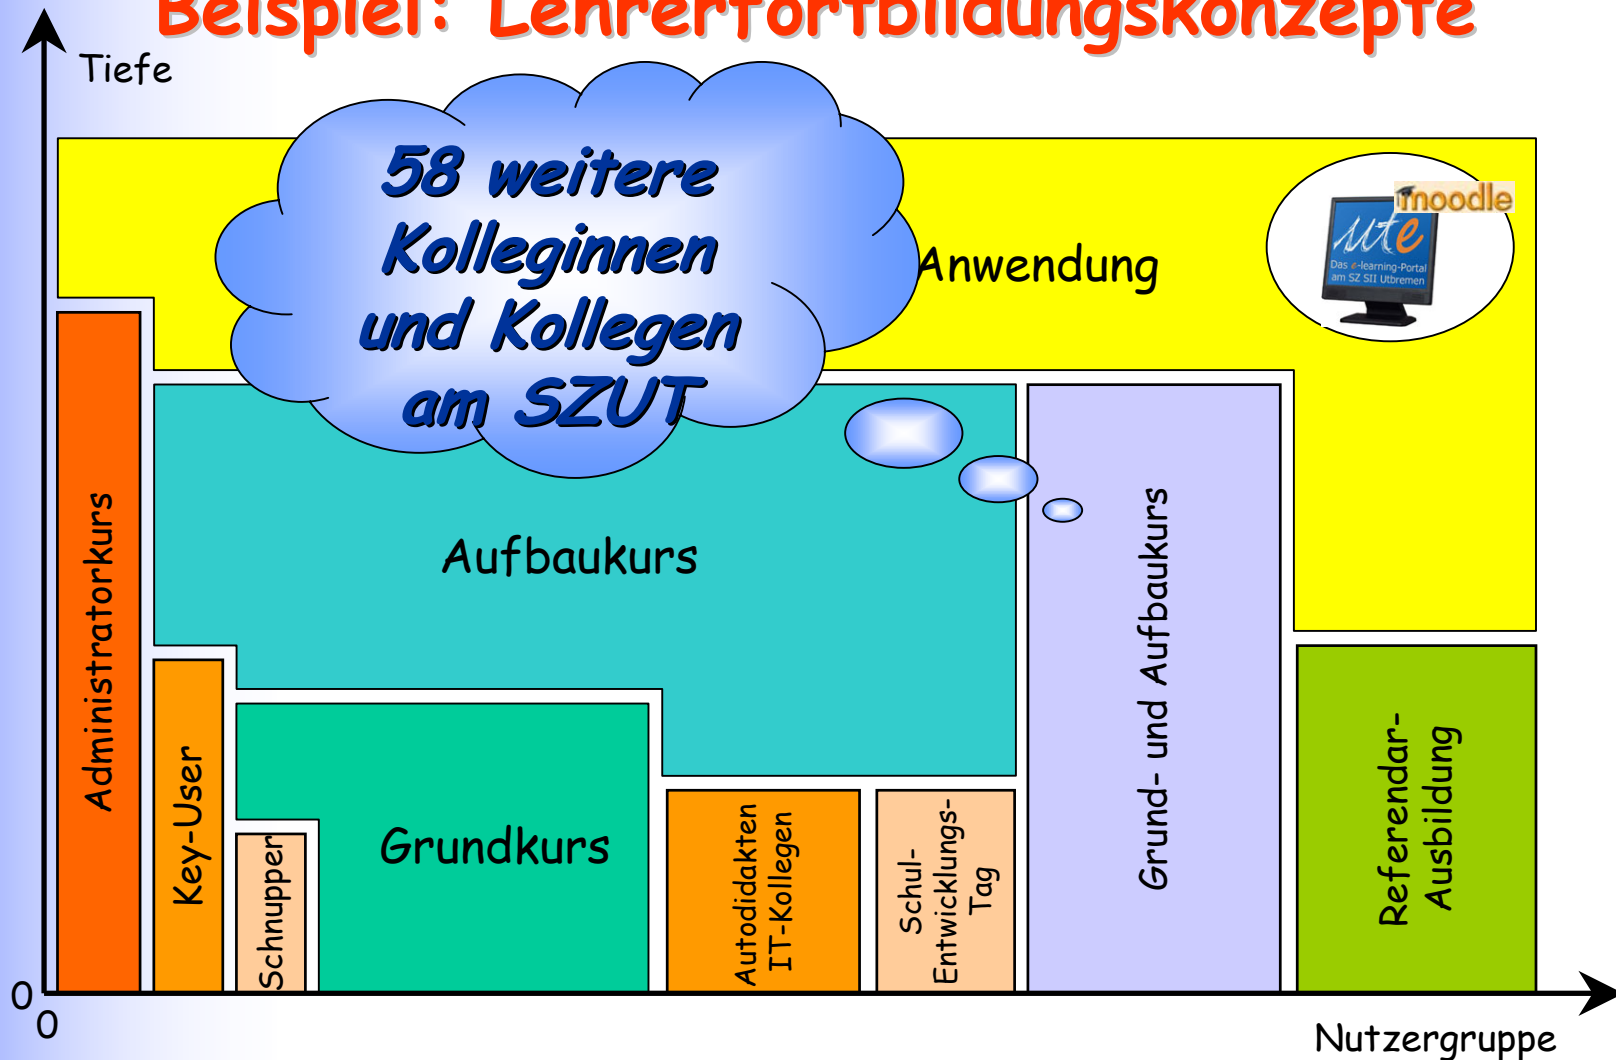 Beispiel: Lehrerfortbildungskonzepte
Tiefe
58 weitere
Kolleginnen
und Kollegen
am SZUT
Anwendung
moodle
ute
Das e-learning-Portal
am SZ SII Utbremen
Aufbaukurs
Administratorkurs
Key-User
Schnupper
Grundkurs
Autodidakten
IT-Kollegen
Schul-
Entwicklungs-
Tag
Grund- und Aufbaukurs
Referendar-
Ausbildung
0
0
Nutzergruppe